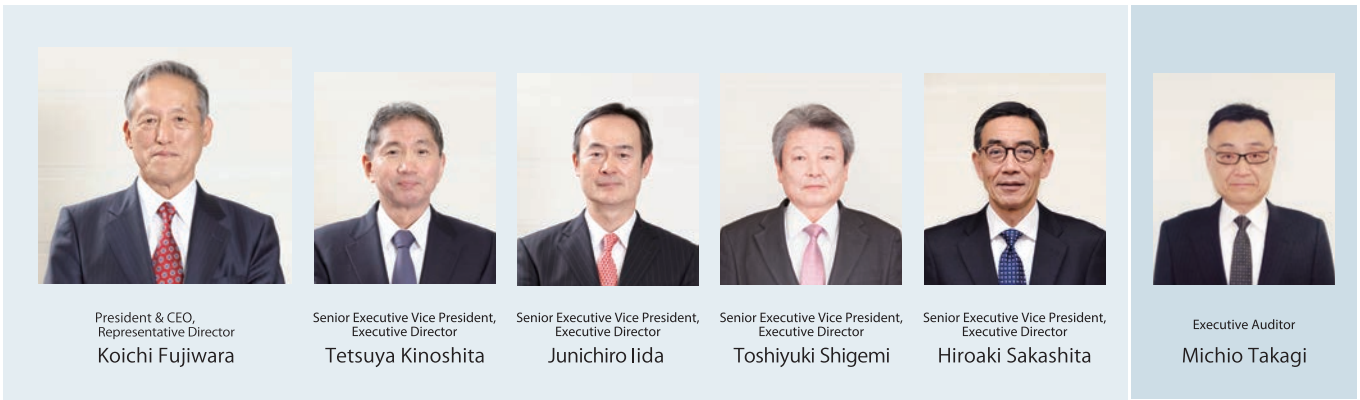 President & CEO,
Representative Director
Koichi Fujiwara
Senior Executive Vice President,
Executive Director
Tetsuya Kinoshita
Senior Executive Vice President,
Executive Director
Junichiro Iida
Senior Executive Vice President,
Executive Director
Toshiyuki Shigemi
Senior Executive Vice President,
Executive Director
Hiroaki Sakashita
Executive Auditor
Michio Takagi